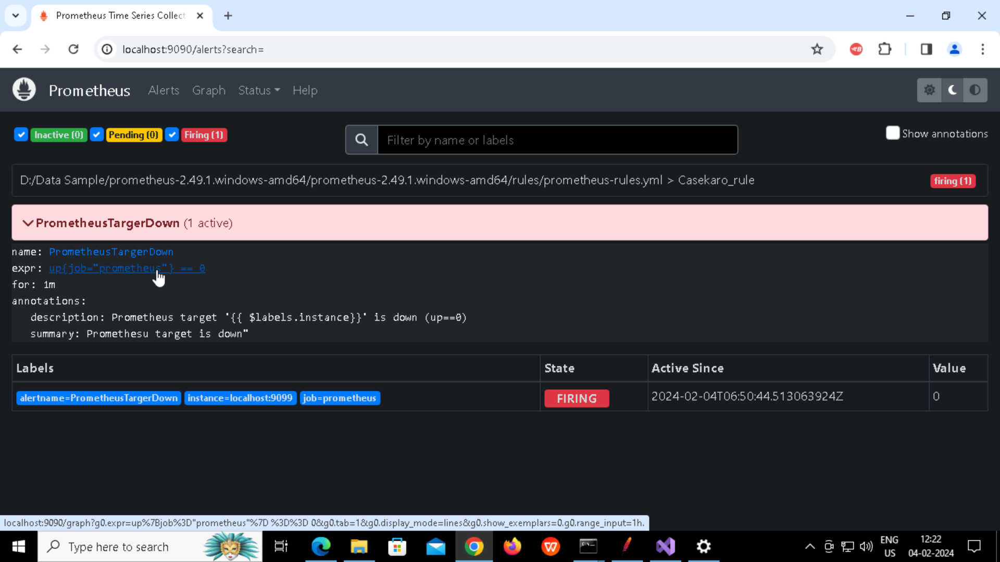 Prometheus Time Series Collect
localhost:9090/alerts?search=
Prometheus Alerts Graph Status Help
Inactive (0) Pending (0) Firing (1) Filter by name or labels Show annotations
D:/Data Sample/prometheus-2.49.1.windows-amd64/prometheus-2.49.1.windows-amd64/rules/prometheus-rules.yml > Casekaro_rule firing (1)
PrometheusTargerDown (1 active)
name: PrometheusTargerDown
expr: up{job="prometheus"} == 0
for: 1m
annotations:
description: Prometheus target '{{ $labels.instance}}' is down (up==0)
summary: Promethesu target is down"
Labels State Active Since Value
alertname=PrometheusTargerDown instance=localhost:9099 job=prometheus FIRING 2024-02-04T06:50:44.513063924Z 0
localhost:9090/graph?g0.expr=up%7Bjob%3D"prometheus"%7D %3D%3D 0&g0.tab=1&g0.display_mode=lines&g0.show_exemplars=0.g0.range_input=1h.
Type here to search ENG 12:22
US 04-02-2024